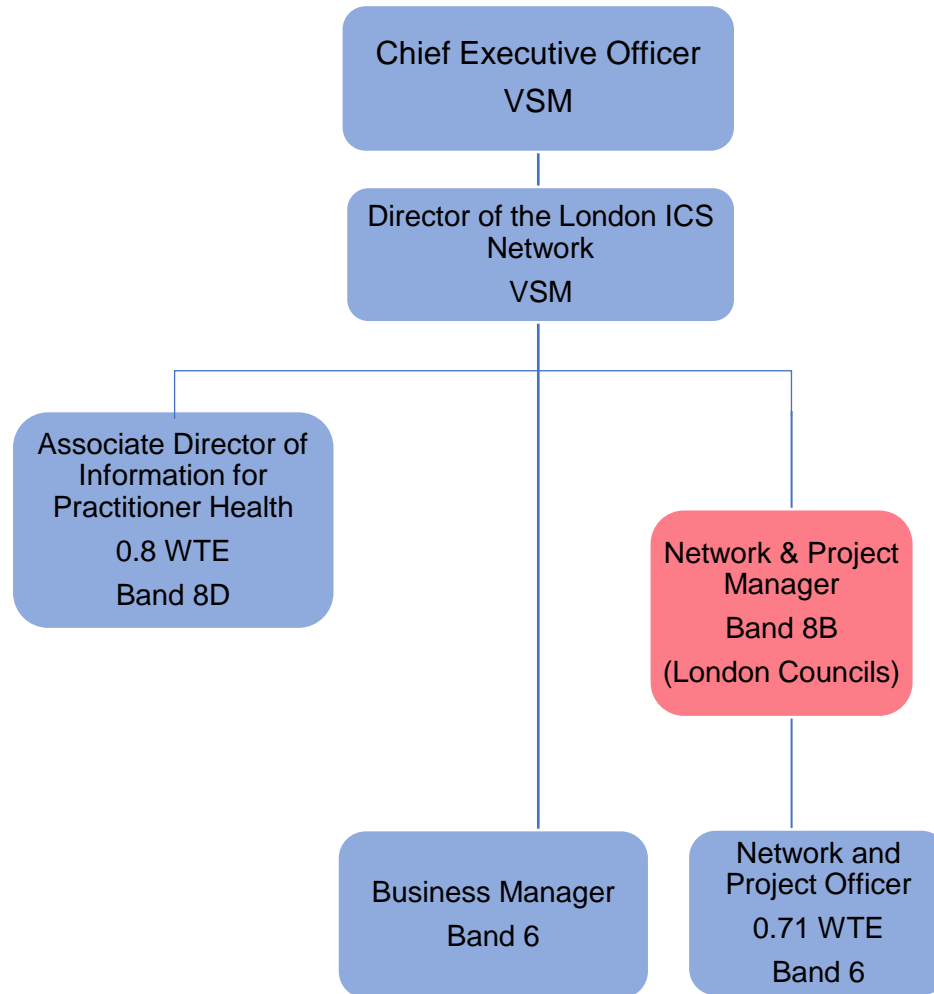 Chief Executive Officer
VSM
Director of the London ICS
Network
VSM
Associate Director of
Information for
Practitioner Health
0.8 WTE
Band 8D
Network & Project
Manager
Band 8B
(London Councils)
Business Manager
Band 6
Network and
Project Officer
0.71 WTE
Band 6